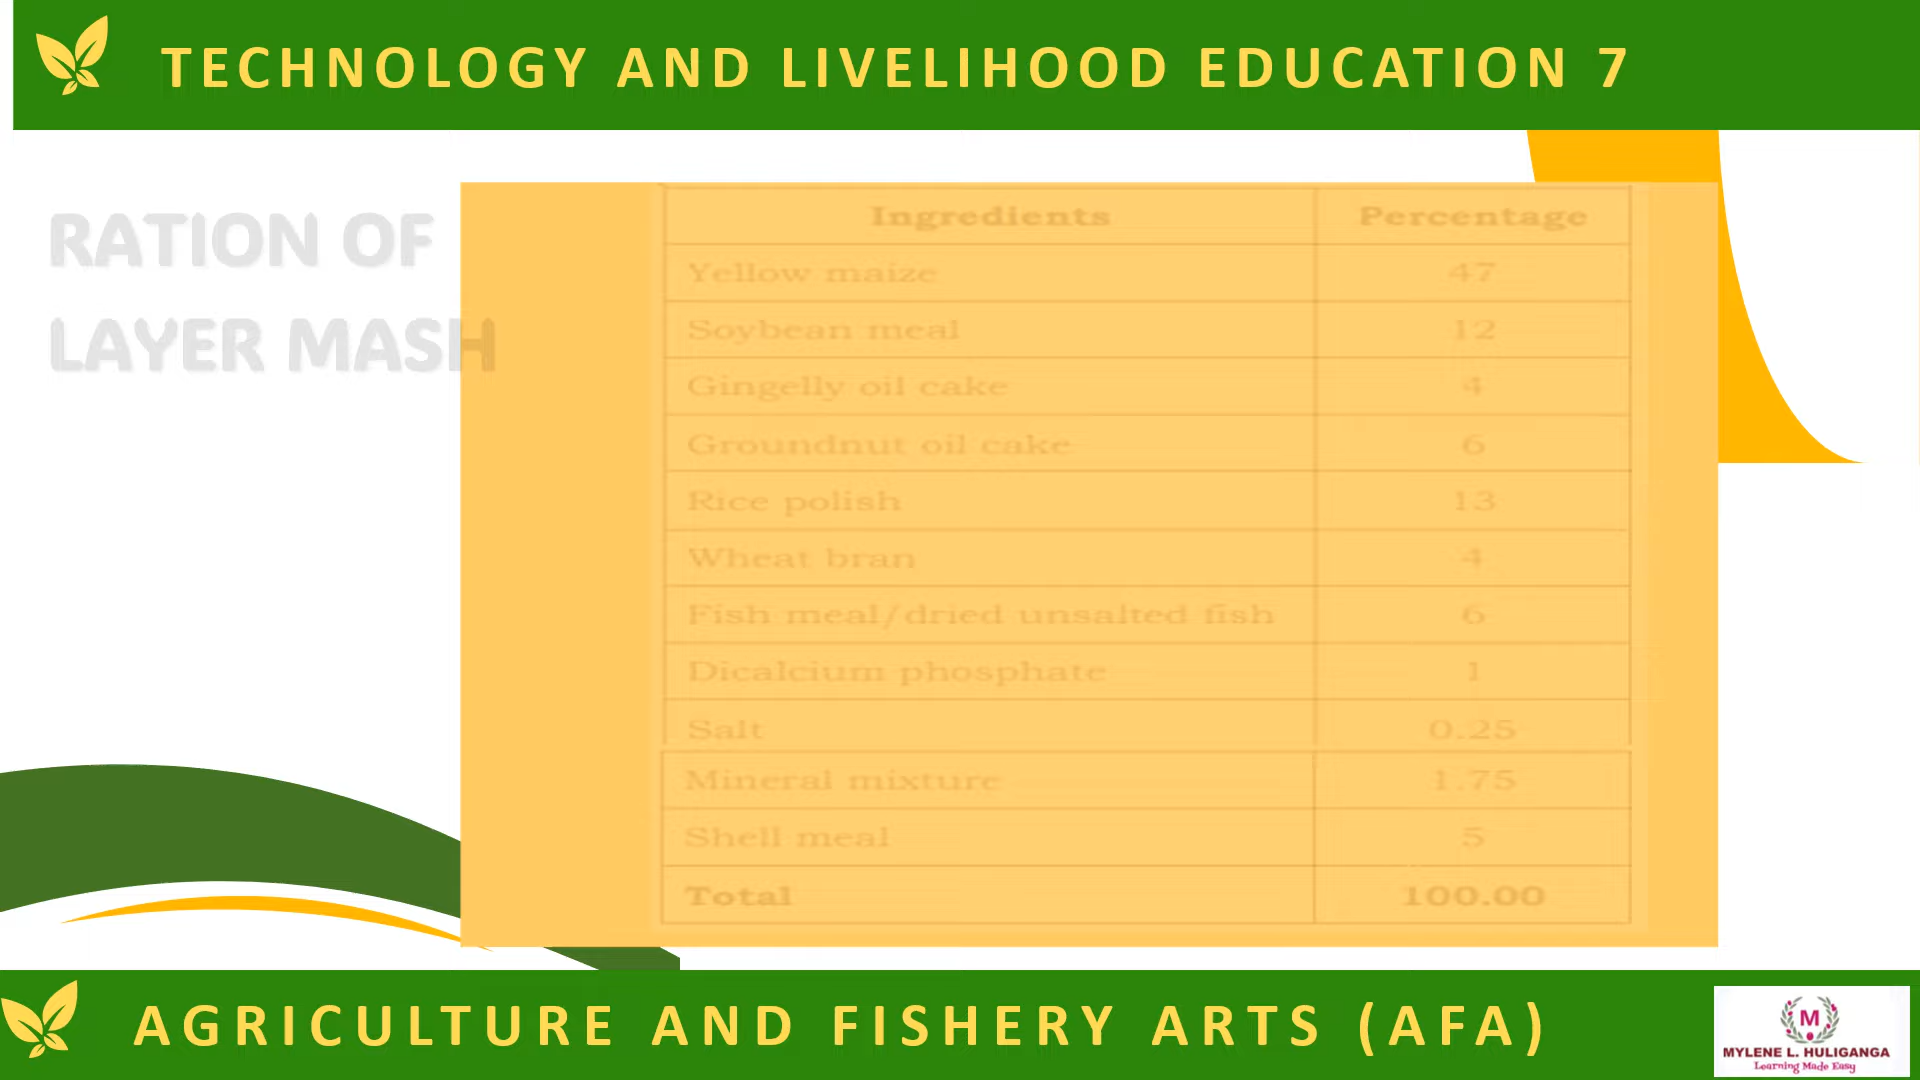 TECHNOLOGY AND LIVELIHOOD EDUCATION 7
RATION OF
LAYER MASH
Ingredients Percentage
Yellow maize 47
Soybean meal 12
Gingelly oil cake 4
Groundnut oil cake 6
Rice polish 13
Wheat bran 4
Fish meal/dried unsalted fish 6
Dicalcium phosphate 1
Salt 0.25
Mineral mixture 1.75
Shell meal 5
Total 100.00
AGRICULTURE AND FISHERY ARTS (AFA)
M
MYLENE L. HULIGANGA
Learning Made Easy